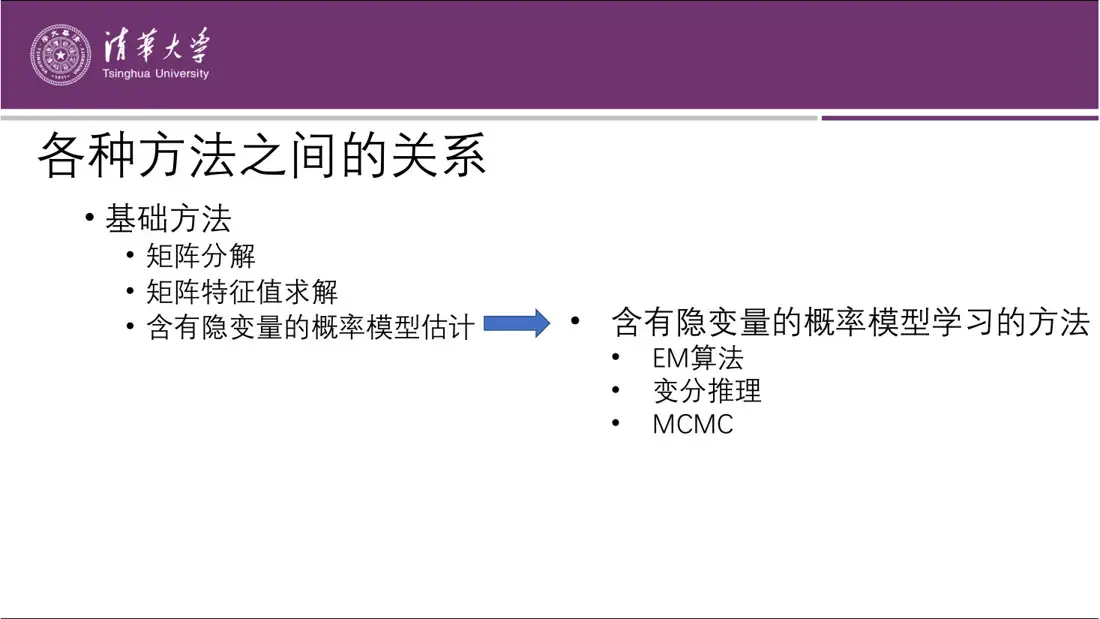 清华大学
Tsinghua University
各种方法之间的关系
• 基础方法
• 矩阵分解
• 矩阵特征值求解
• 含有隐变量的概率模型估计
• 含有隐变量的概率模型学习的方法
• EM算法
• 变分推理
• MCMC